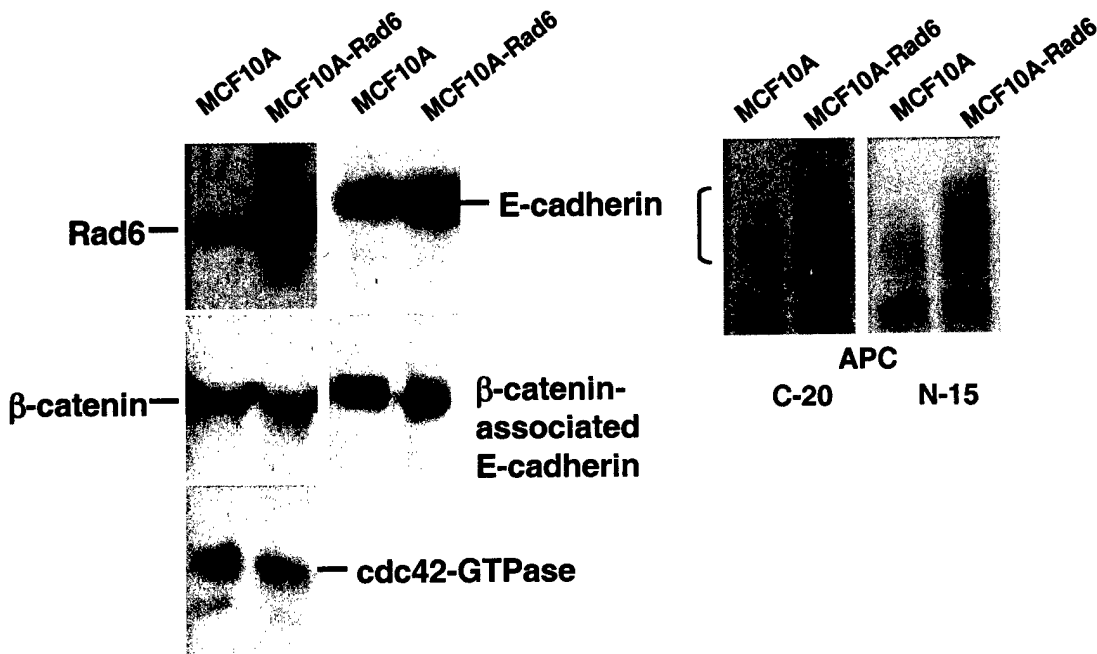 MCF10A
MCF10A-Rad6
MCF10A
MCF10A-Rad6
MCF10A
MCF10A-Rad6
MCF10A
MCF10A-Rad6
Rad6
E-cadherin
β-catenin
β-catenin-
associated
E-cadherin
cdc42-GTPase
APC
C-20
N-15